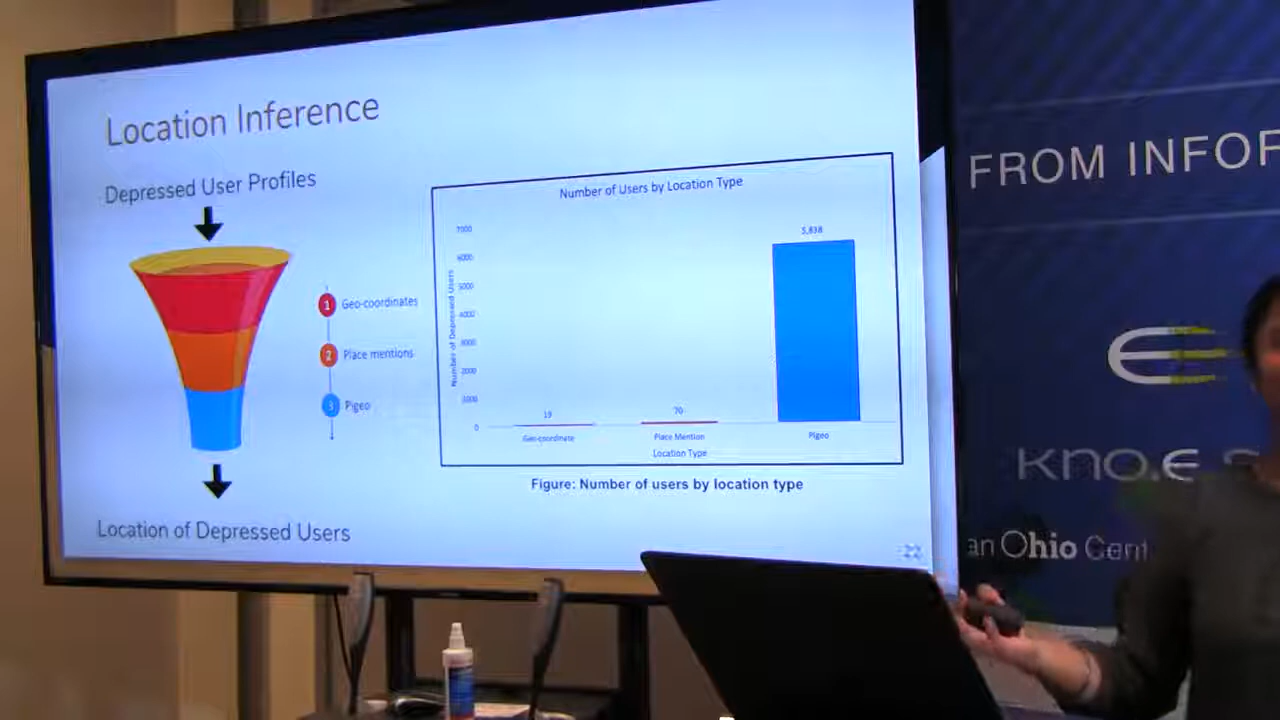 Location Inference
Depressed User Profiles
1 Geo-coordinates
2 Place mentions
3 Pigeo
Location of Depressed Users
Number of Users by Location Type
Number of Depressed Users
7000
6000
5000
4000
3000
2000
1000
0
19
70
5,838
Geo-coordinate
Place Mention
Pigeo
Location Type
Figure: Number of users by location type
FROM INFOR
kno.e
an Ohio Cent